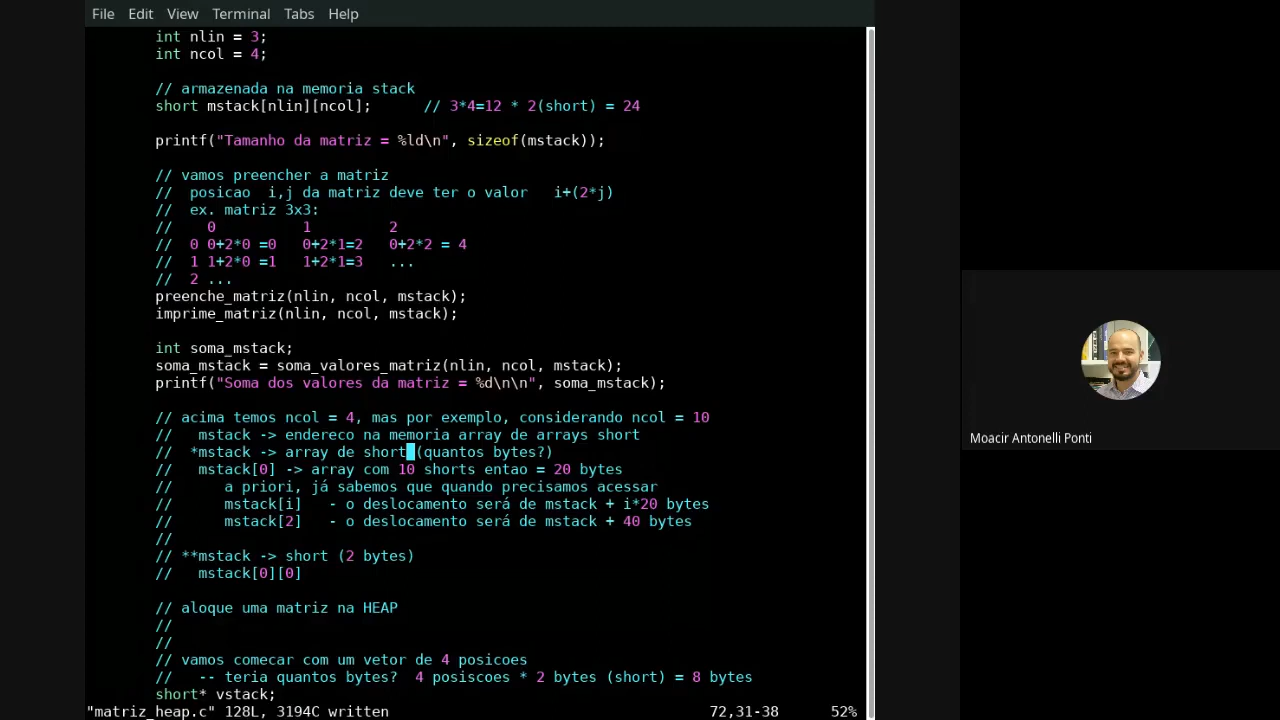 File Edit View Terminal Tabs Help
int nlin = 3;
int ncol = 4;
// armazenada na memoria stack
short mstack[nlin][ncol];      // 3*4=12 * 2(short) = 24
printf("Tamanho da matriz = %ld\n", sizeof(mstack));
// vamos preencher a matriz
//  posicao  i,j da matriz deve ter o valor   i+(2*j)
//  ex. matriz 3x3:
//    0          1         2
//  0 0+2*0 =0   0+2*1=2   0+2*2 = 4
//  1 1+2*0 =1   1+2*1=3   ...
//  2 ...
preenche_matriz(nlin, ncol, mstack);
imprime_matriz(nlin, ncol, mstack);
int soma_mstack;
soma_mstack = soma_valores_matriz(nlin, ncol, mstack);
printf("Soma dos valores da matriz = %d\n\n", soma_mstack);
// acima temos ncol = 4, mas por exemplo, considerando ncol = 10
//   mstack -> endereco na memoria array de arrays short
//  *mstack -> array de short (quantos bytes?)
//   mstack[0] -> array com 10 shorts entao = 20 bytes
//      a priori, já sabemos que quando precisamos acessar
//      mstack[i]   - o deslocamento será de mstack + i*20 bytes
//      mstack[2]   - o deslocamento será de mstack + 40 bytes
//
// **mstack -> short (2 bytes)
//   mstack[0][0]
// aloque uma matriz na HEAP
//
//
// vamos comecar com um vetor de 4 posicoes
//   -- teria quantos bytes?  4 posiscoes * 2 bytes (short) = 8 bytes
short* vstack;
"matriz_heap.c" 128L, 3194C written 72,31-38 52%
Moacir Antonelli Ponti